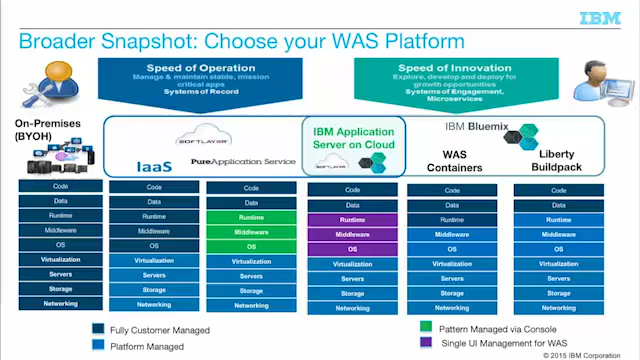 IBM
Broader Snapshot: Choose your WAS Platform
Speed of Operation
Manage & maintain stable, mission
critical apps
Systems of Record
Speed of Innovation
Explore, develop and deploy for
growth opportunities
Systems of Engagement,
Microservices
On-Premises
(BYOH)
SOFTLAYER
IaaS
PureApplication Service
IBM Application
Server on Cloud
SOFTLAYER
IBM Bluemix
WAS
Containers
Liberty
Buildpack
Code
Data
Runtime
Middleware
OS
Virtualization
Servers
Storage
Networking
Code
Data
Runtime
Middleware
OS
Virtualization
Servers
Storage
Networking
Code
Data
Runtime
Middleware
OS
Virtualization
Servers
Storage
Networking
Code
Data
Runtime
Middleware
OS
Virtualization
Servers
Storage
Networking
Code
Data
Runtime
Middleware
OS
Virtualization
Servers
Storage
Networking
Code
Data
Runtime
Middleware
OS
Virtualization
Servers
Storage
Networking
Fully Customer Managed
Platform Managed
Pattern Managed via Console
Single UI Management for WAS
© 2015 IBM Corporation